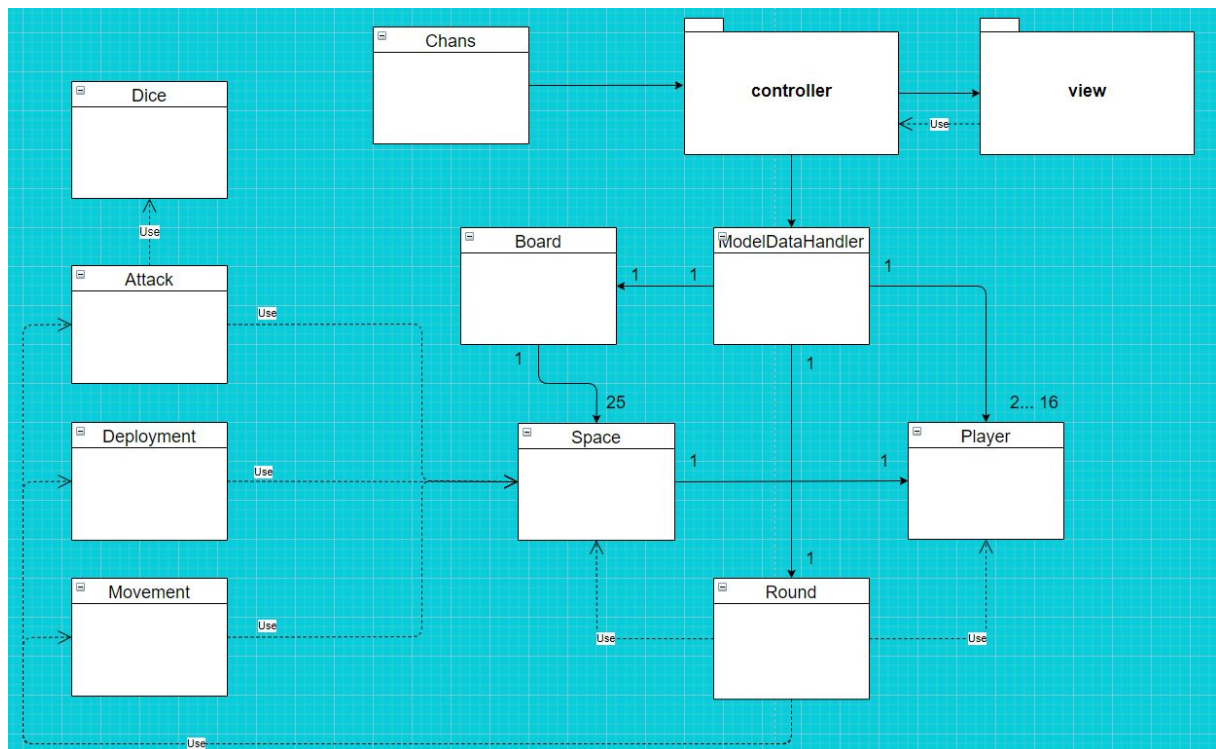 Chans
controller
view
Use
Dice
Use
Board
ModelDataHandler
1
1
1
Attack
Use
1
1
25
2... 16
Deployment
Use
Space
1
1
Player
Movement
Use
1
Round
Use
Use
Use